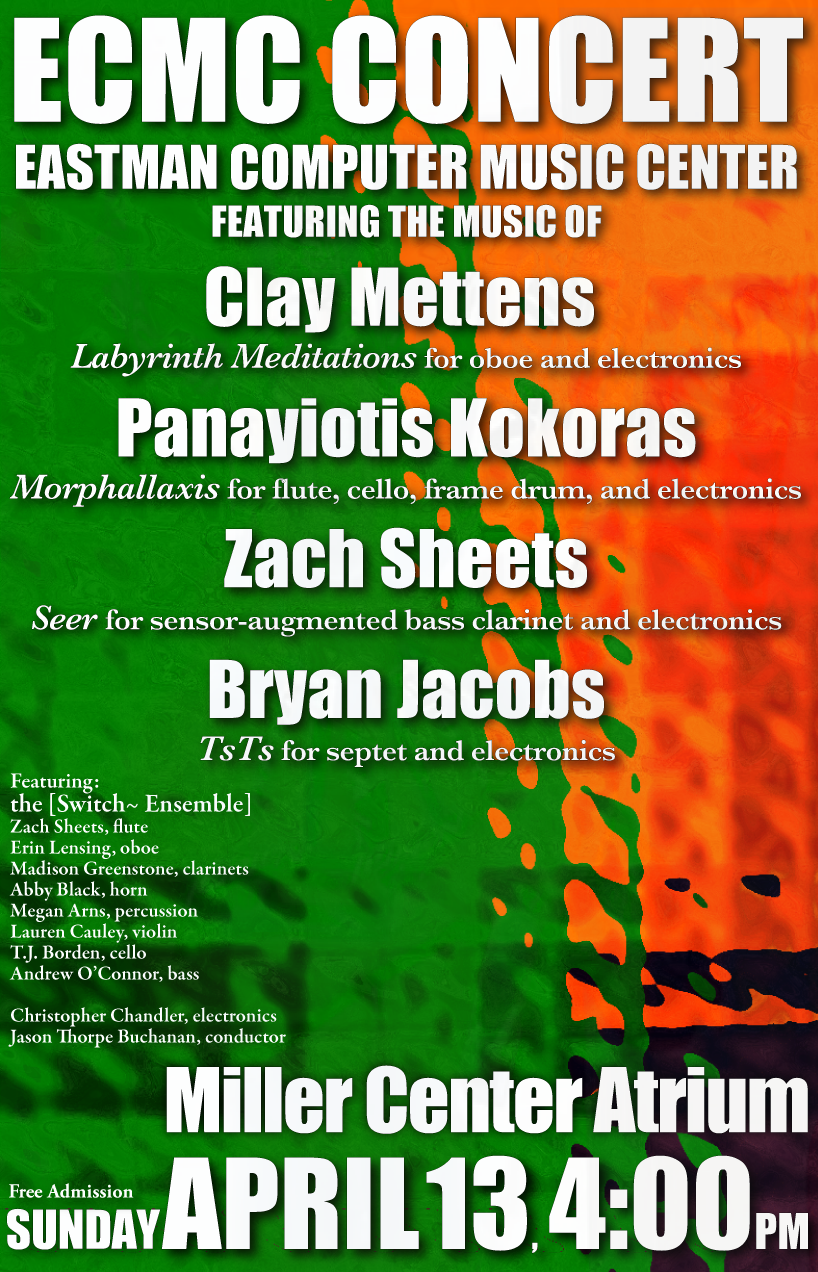 ECMC CONCERT
EASTMAN COMPUTER MUSIC CENTER
FEATURING THE MUSIC OF
Clay Mettens
Labyrinth Meditations for oboe and electronics
Panayiotis Kokoras
Morphallaxis for flute, cello, frame drum, and electronics
Zach Sheets
Seer for sensor-augmented bass clarinet and electronics
Bryan Jacobs
TsTs for septet and electronics
Featuring:
the [Switch~ Ensemble]
Zach Sheets, flute
Erin Lensing, oboe
Madison Greenstone, clarinets
Abby Black, horn
Megan Arns, percussion
Lauren Cauley, violin
T.J. Borden, cello
Andrew O'Connor, bass
Christopher Chandler, electronics
Jason Thorpe Buchanan, conductor
Miller Center Atrium
Free Admission
SUNDAY APRIL 13, 4:00 PM